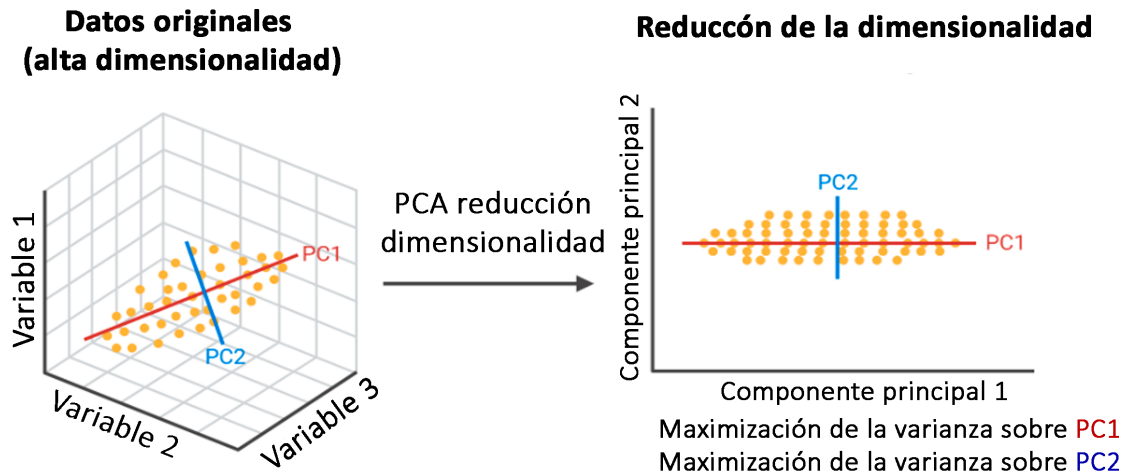 Datos originales
(alta dimensionalidad)
Variable 1
Variable 2
Variable 3
PC1
PC2
PCA reducción
dimensionalidad
Reduccón de la dimensionalidad
Componente principal 2
PC2
PC1
Componente principal 1
Maximización de la varianza sobre PC1
Maximización de la varianza sobre PC2